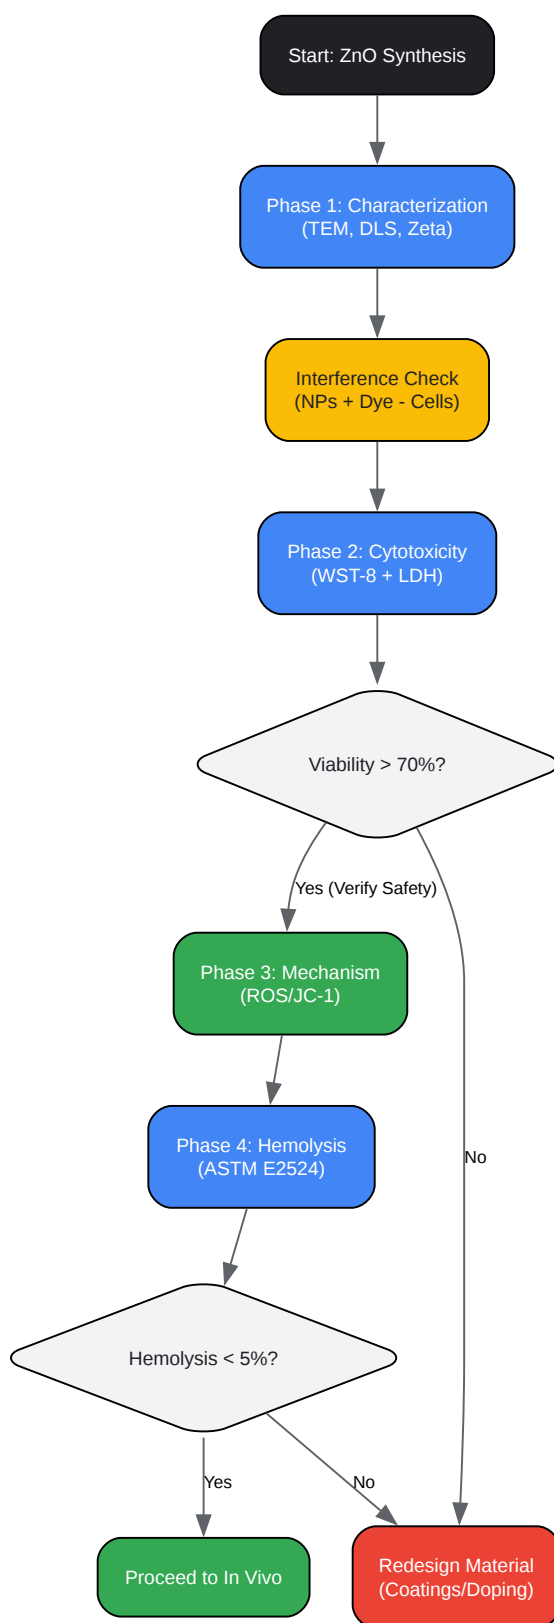 Start: ZnO Synthesis
Phase 1: Characterization
(TEM, DLS, Zeta)
Interference Check
(NPs + Dye - Cells)
Phase 2: Cytotoxicity
(WST-8 + LDH)
Viability > 70%?
Yes (Verify Safety)
Phase 3: Mechanism
(ROS/JC-1)
Phase 4: Hemolysis
(ASTM E2524)
No
Hemolysis < 5%?
Yes
No
Proceed to In Vivo
Redesign Material
(Coatings/Doping)